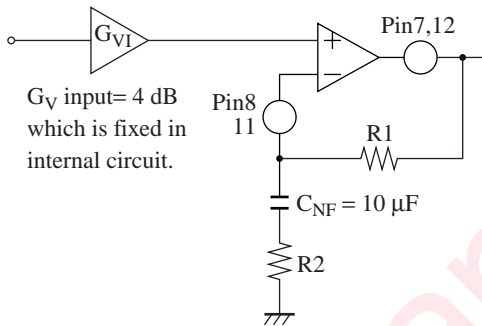 G_VI
Pin7,12
+
−
G_V input= 4 dB
which is fixed in
internal circuit.
Pin8
11
R1
C_NF = 10 μF
R2